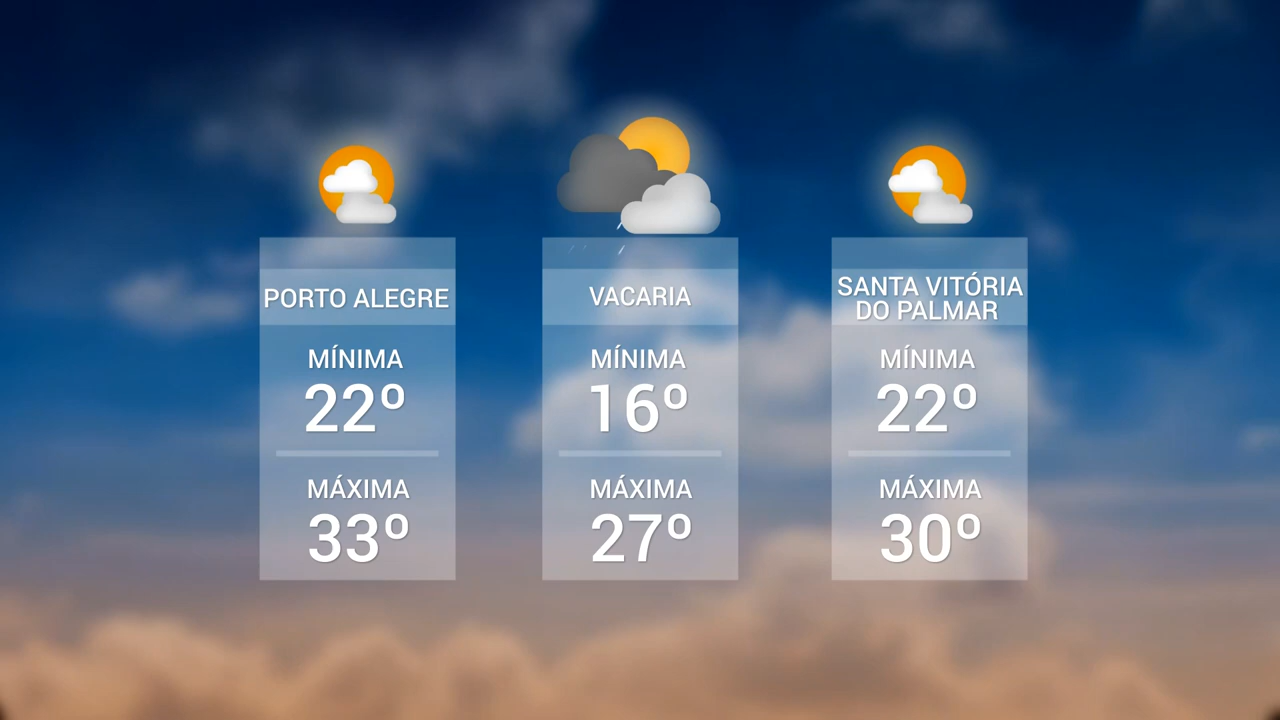 PORTO ALEGRE
MÍNIMA
22º
MÁXIMA
33º
VACARIA
MÍNIMA
16º
MÁXIMA
27º
SANTA VITÓRIA
DO PALMAR
MÍNIMA
22º
MÁXIMA
30º